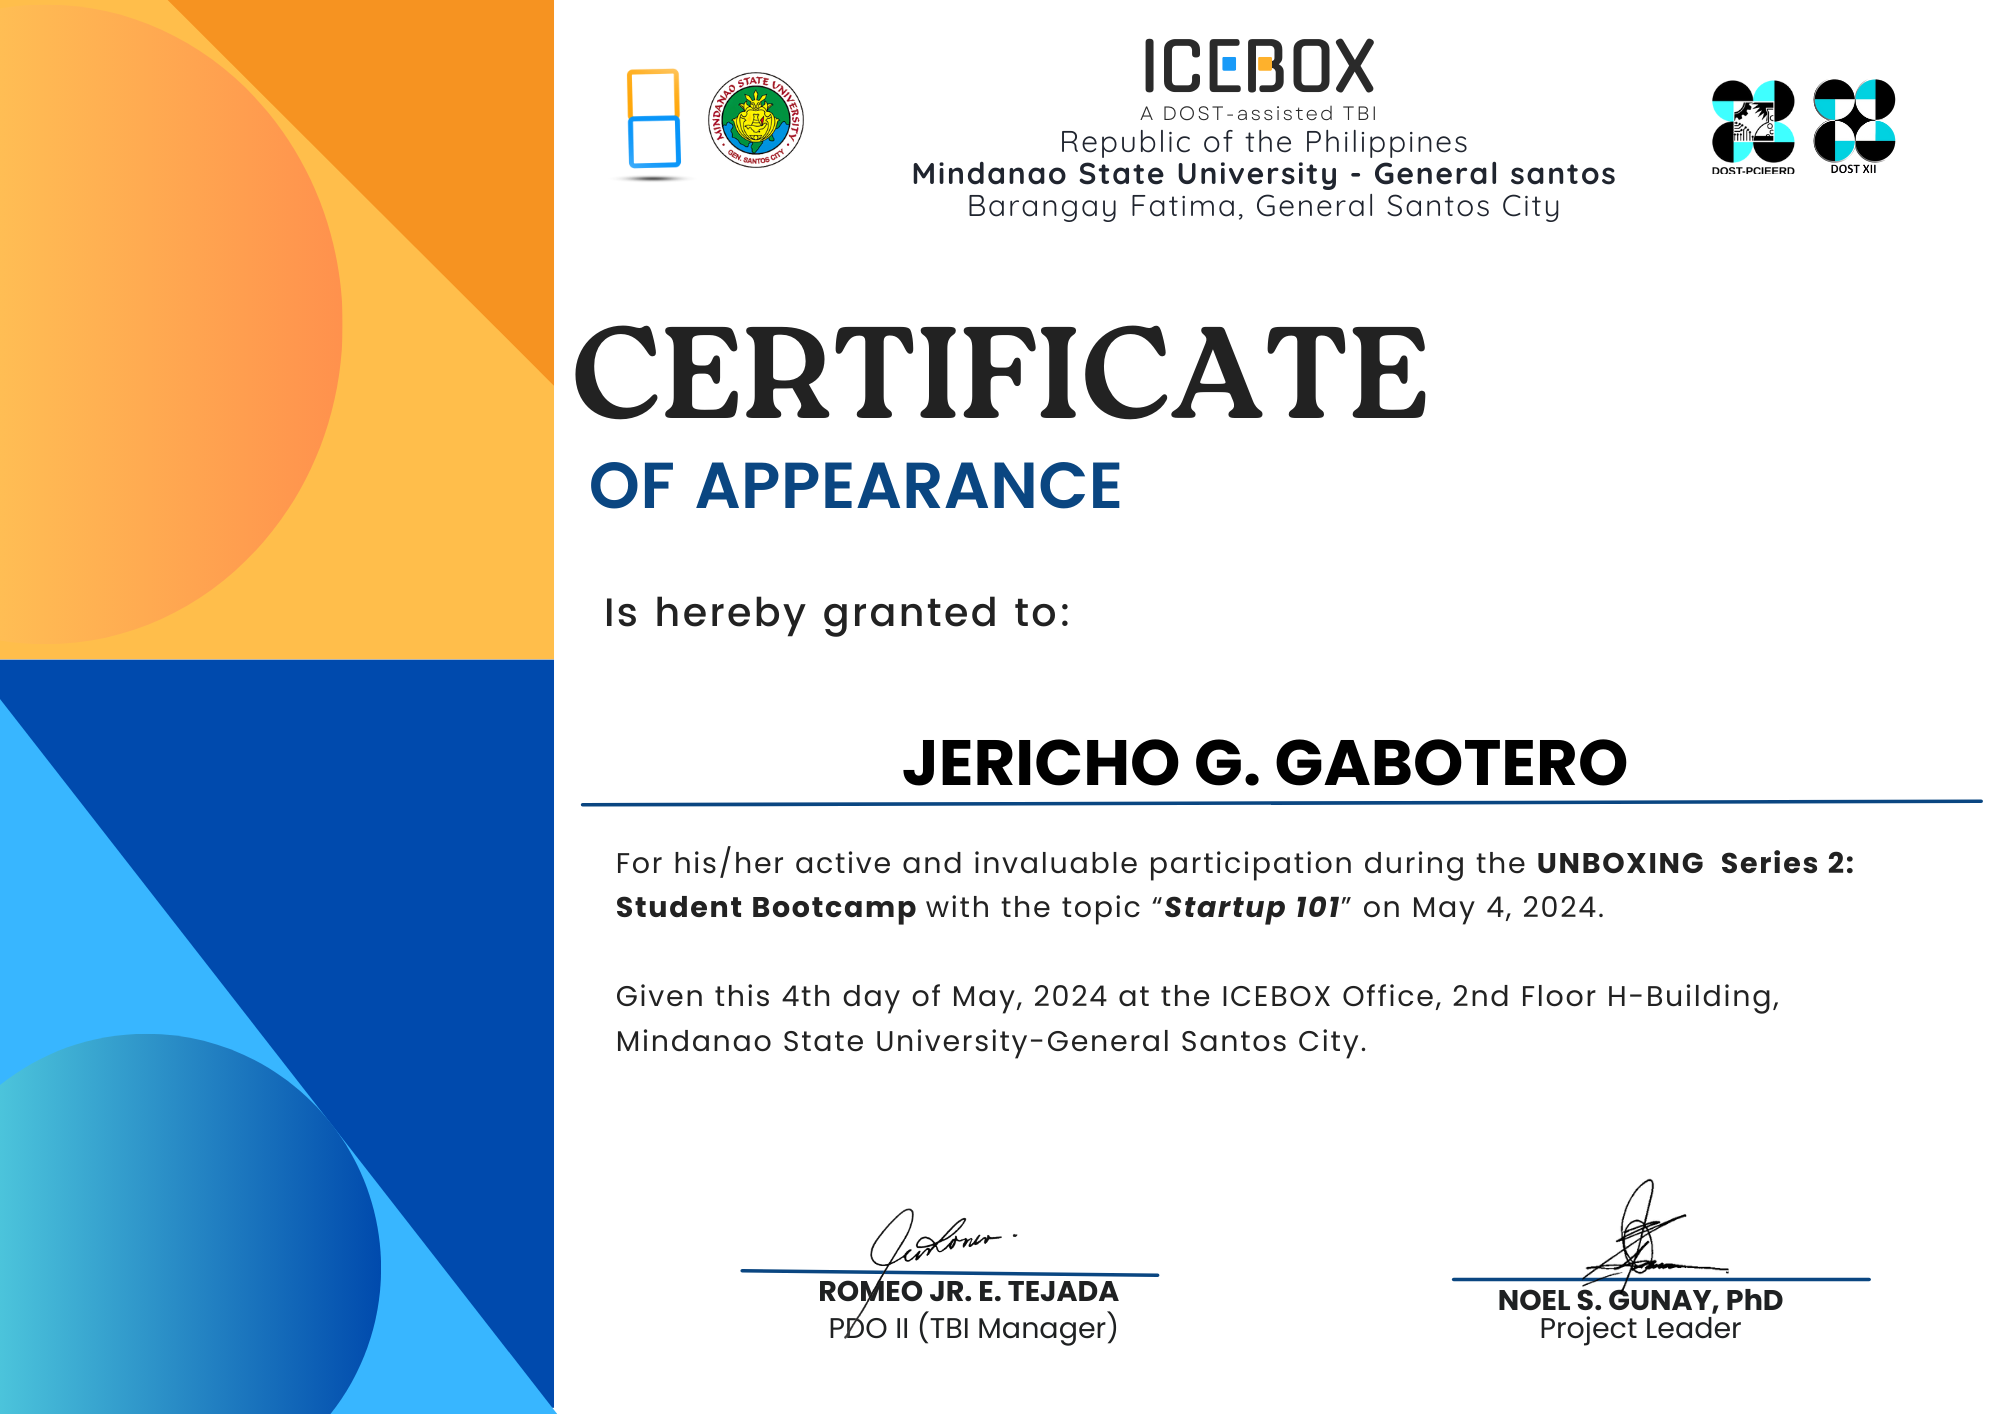 ICEBOX
A DOST-assisted TBI
Republic of the Philippines
Mindanao State University - General santos
Barangay Fatima, General Santos City
MINDANAO STATE UNIVERSITY
GEN. SANTOS CITY
DOST-PCIEERD
DOST XII
CERTIFICATE
OF APPEARANCE
Is hereby granted to:
JERICHO G. GABOTERO
For his/her active and invaluable participation during the UNBOXING Series 2:
Student Bootcamp with the topic “Startup 101” on May 4, 2024.
Given this 4th day of May, 2024 at the ICEBOX Office, 2nd Floor H-Building,
Mindanao State University-General Santos City.
ROMEO JR. E. TEJADA
PDO II (TBI Manager)
NOEL S. GUNAY, PhD
Project Leader